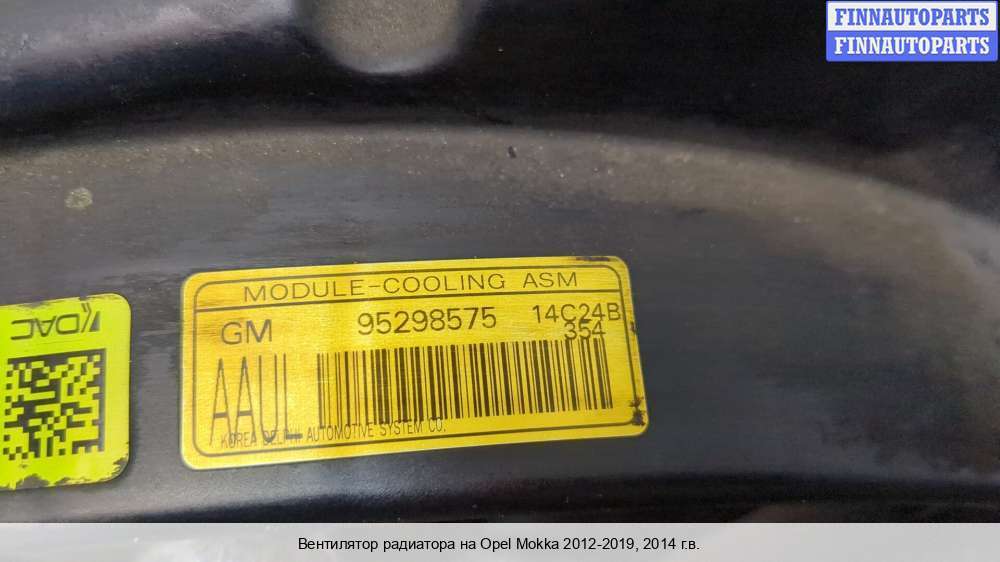 FINNAUTOPARTS
FINNAUTOPARTS
MODULE-COOLING ASM
GM 95298575 14C24B
354
AAUL
KOREA DELPHI AUTOMOTIVE SYSTEM CO.
KDAC
Вентилятор радиатора на Opel Mokka 2012-2019, 2014 г.в.